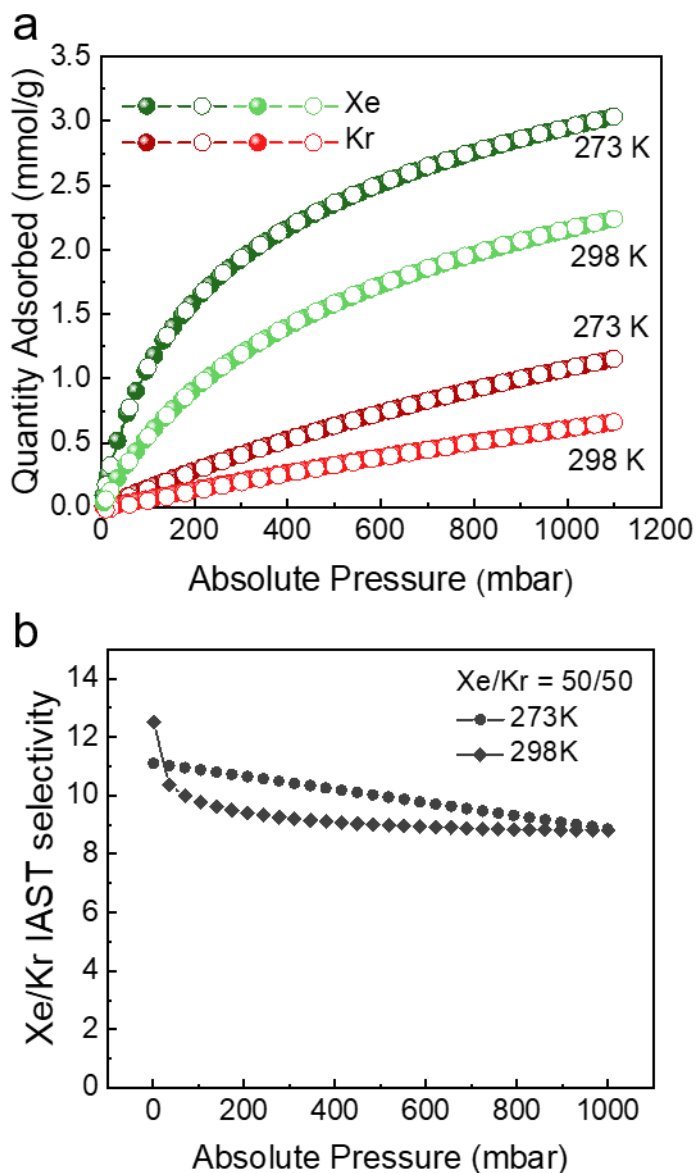 a
3.5
3.0
2.5
2.0
1.5
1.0
0.5
0.0
Quantity Adsorbed (mmol/g)
Xe
Kr
273 K
298 K
273 K
298 K
200
400
600
800
1000
1200
Absolute Pressure (mbar)
b
14
12
10
8
6
4
2
0
Xe/Kr IAST selectivity
Xe/Kr = 50/50
273K
298K
0
200
400
600
800
1000
Absolute Pressure (mbar)